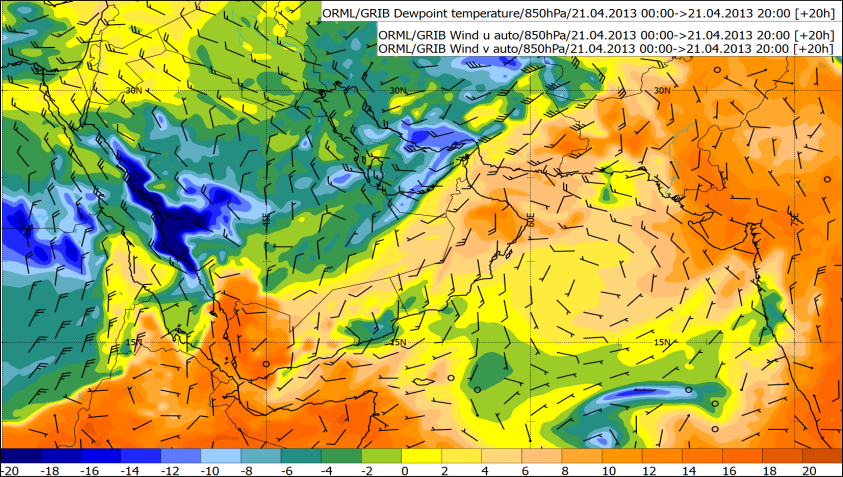 ORML/GRIB Dewpoint temperature/850hPa/21.04.2013 00:00->21.04.2013 20:00 [+20h]
ORML/GRIB Wind u auto/850hPa/21.04.2013 00:00->21.04.2013 20:00 [+20h]
ORML/GRIB Wind v auto/850hPa/21.04.2013 00:00->21.04.2013 20:00 [+20h]
30N 30N 30N
45E 60E 75E
15N 15N 15N
-20 -18 -16 -14 -12 -10 -8 -6 -4 -2 0 2 4 6 8 10 12 14 16 18 20